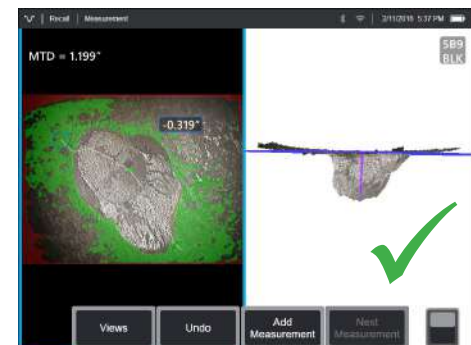 Recall | Measurement
3/11/2018 5:37 PM
MTD = 1.199"
-0.319"
SB9
BLK
Views
Undo
Add
Measurement
Next
Measurement